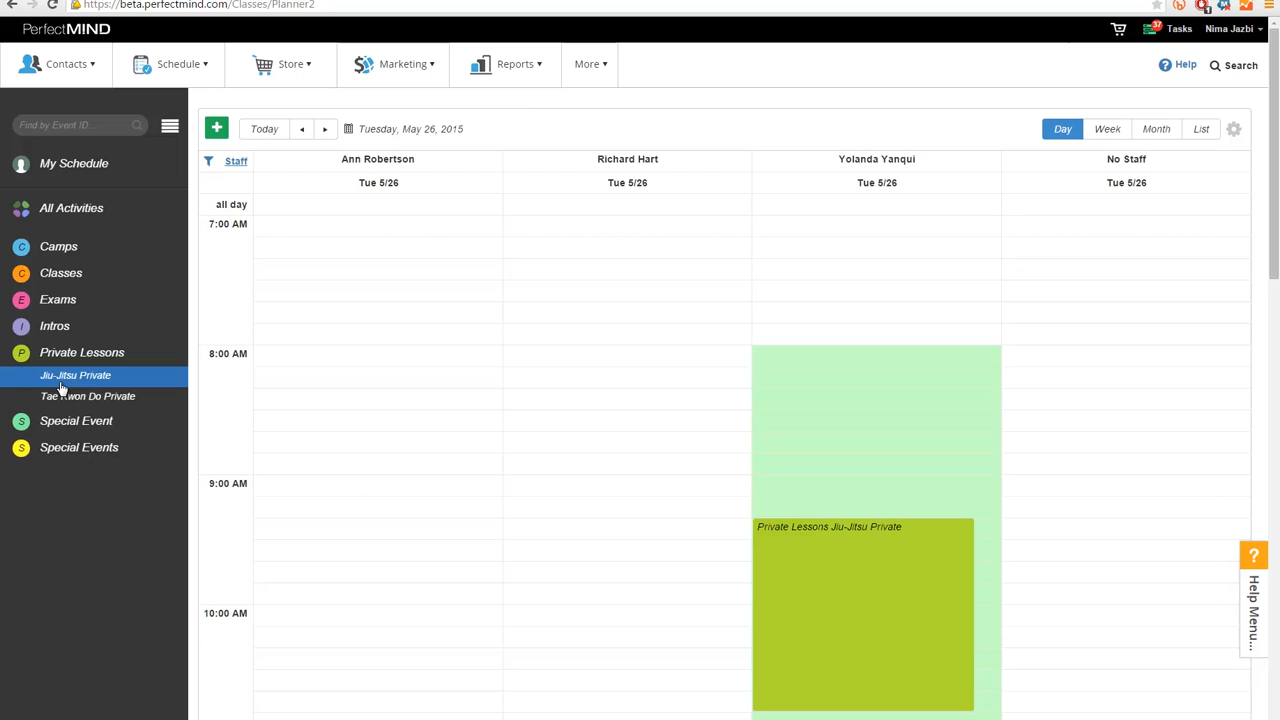 https://beta.perfectmind.com/Classes/Planner2
PerfectMIND
37 Tasks Nima Jazbi
Contacts Schedule Store Marketing Reports More ? Help Search
Find by Event ID...
Today Tuesday, May 26, 2015 Day Week Month List
My Schedule
Staff Ann Robertson Richard Hart Yolanda Yanqui No Staff
Tue 5/26 Tue 5/26 Tue 5/26 Tue 5/26
All Activities
all day
7:00 AM
C Camps
C Classes
E Exams
I Intros
P Private Lessons
8:00 AM
Jiu-Jitsu Private
Tae Kwon Do Private
S Special Event
S Special Events
9:00 AM
Private Lessons Jiu-Jitsu Private
10:00 AM
? Help Menu...